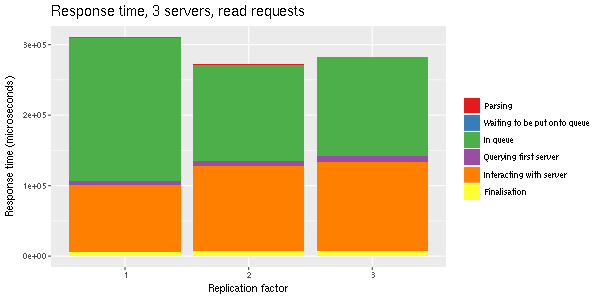 Response time, 3 servers, read requests
Response time (microseconds)
3e+05
2e+05
1e+05
0e+00
1
2
3
Replication factor
Parsing
Waiting to be put onto queue
In queue
Querying first server
Interacting with server
Finalisation